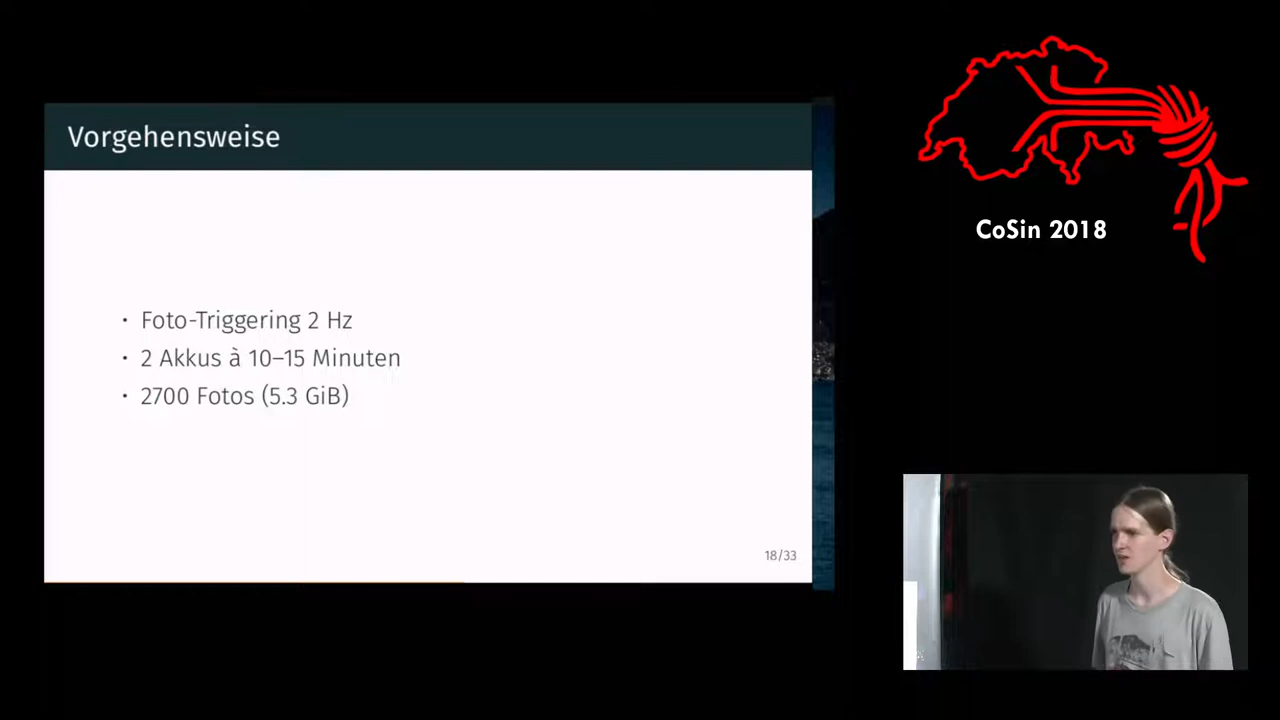 Vorgehensweise
• Foto-Triggering 2 Hz
• 2 Akkus à 10–15 Minuten
• 2700 Fotos (5.3 GiB)
18/33
CoSin 2018